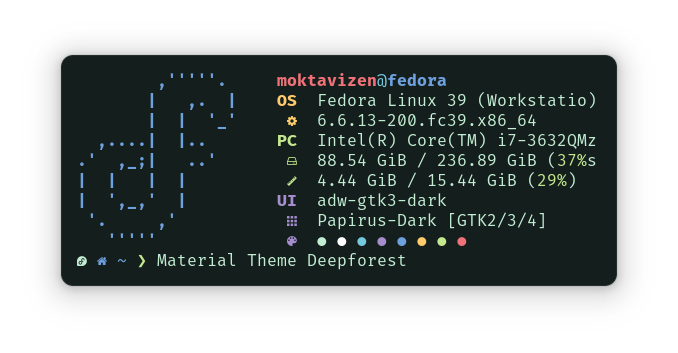 moktavizen@fedora
OS Fedora Linux 39 (Workstatio)
6.6.13-200.fc39.x86_64
PC Intel(R) Core(TM) i7-3632QMz
88.54 GiB / 236.89 GiB (37%s
4.44 GiB / 15.44 GiB (29%)
UI adw-gtk3-dark
Papirus-Dark [GTK2/3/4]
~ ❯ Material Theme Deepforest